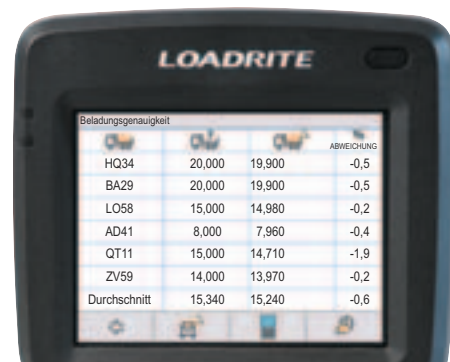 LOADRITE
Beladungsgenauigkeit
% ABWEICHUNG
HQ34 20,000 19,900 -0,5
BA29 20,000 19,900 -0,5
LO58 15,000 14,980 -0,2
AD41 8,000 7,960 -0,4
QT11 15,000 14,710 -1,9
ZV59 14,000 13,970 -0,2
Durchschnitt 15,340 15,240 -0,6